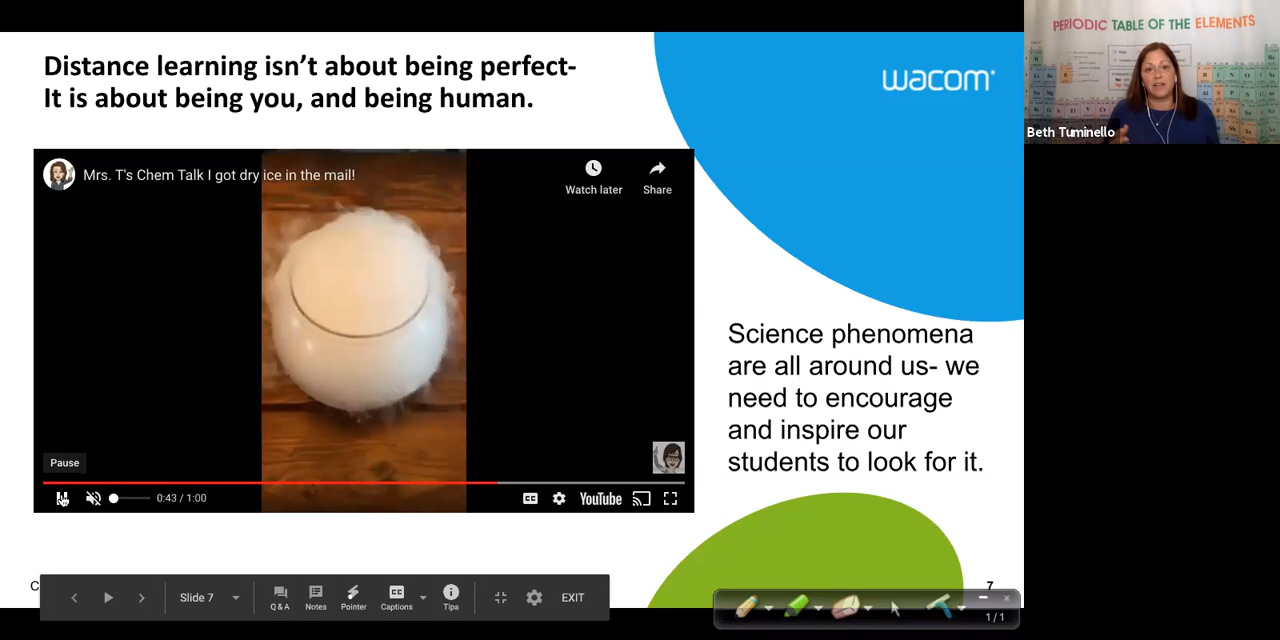 Distance learning isn't about being perfect-
It is about being you, and being human.
wacom
PERIODIC TABLE OF THE ELEMENTS
Beth Tuminello
Mrs. T's Chem Talk I got dry ice in the mail!
Watch later
Share
Science phenomena
are all around us- we
need to encourage
and inspire our
students to look for it.
Pause
0:43 / 1:00
CC
YouTube
C
Slide 7
Q & A
Notes
Pointer
CC
Captions
Tips
EXIT
7
1/1